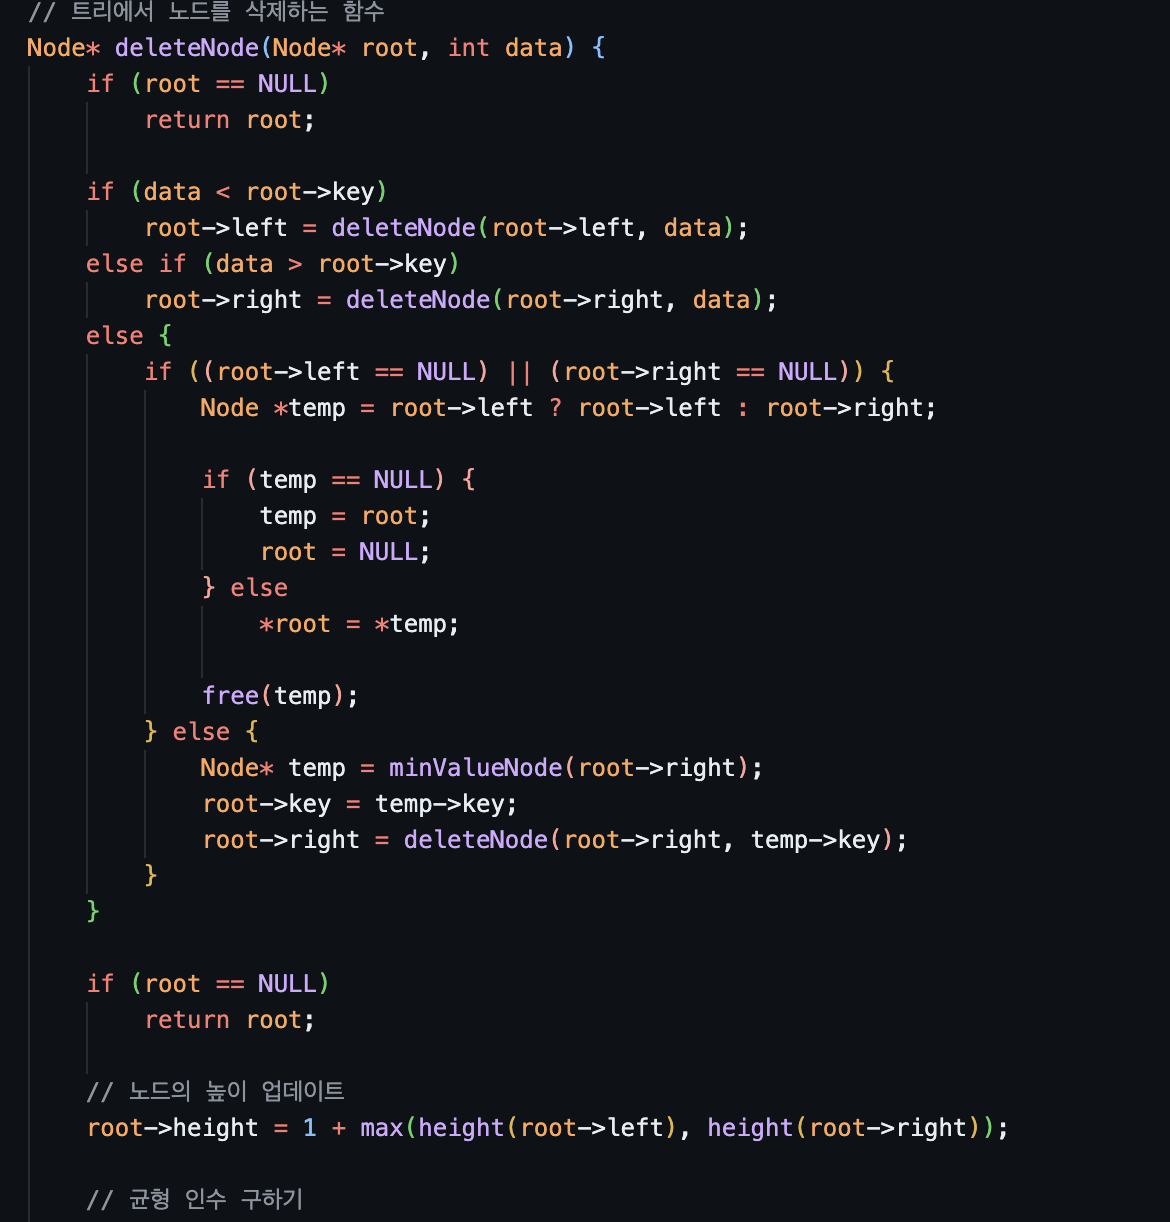 // 트리에서 노드를 삭제하는 함수
Node* deleteNode(Node* root, int data) {
    if (root == NULL)
        return root;

    if (data < root->key)
        root->left = deleteNode(root->left, data);
    else if (data > root->key)
        root->right = deleteNode(root->right, data);
    else {
        if ((root->left == NULL) || (root->right == NULL)) {
            Node *temp = root->left ? root->left : root->right;

            if (temp == NULL) {
                temp = root;
                root = NULL;
            } else
                *root = *temp;

            free(temp);
        } else {
            Node* temp = minValueNode(root->right);
            root->key = temp->key;
            root->right = deleteNode(root->right, temp->key);
        }
    }

    if (root == NULL)
        return root;

    // 노드의 높이 업데이트
    root->height = 1 + max(height(root->left), height(root->right));

    // 균형 인수 구하기